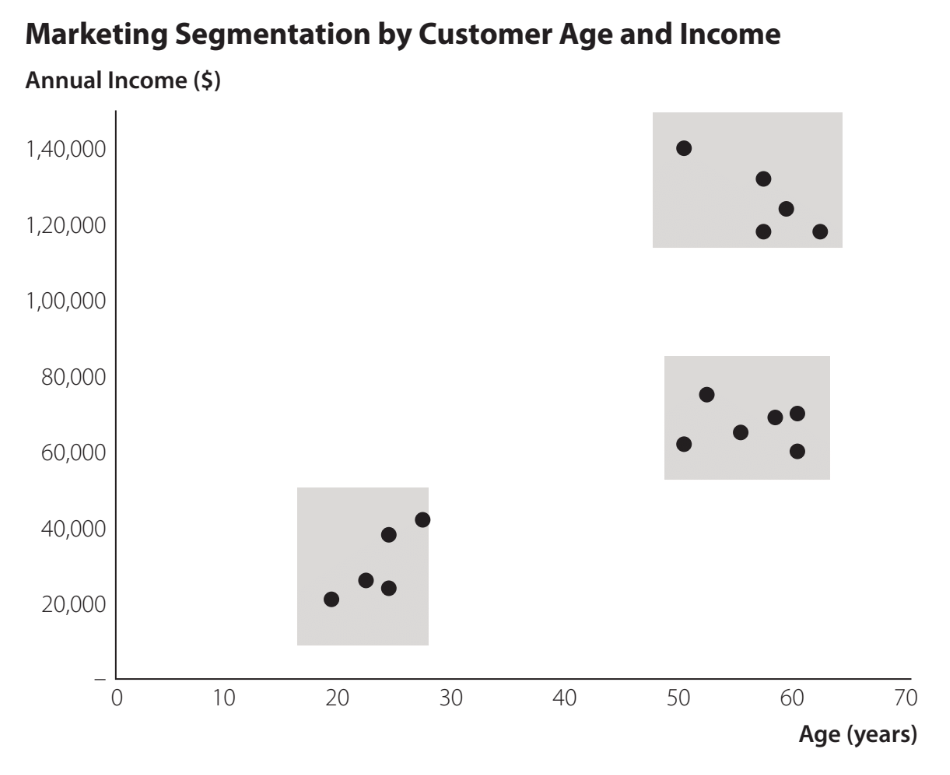 Marketing Segmentation by Customer Age and Income
Annual Income ($)
1,40,000
1,20,000
1,00,000
80,000
60,000
40,000
20,000
–
0 10 20 30 40 50 60 70
Age (years)